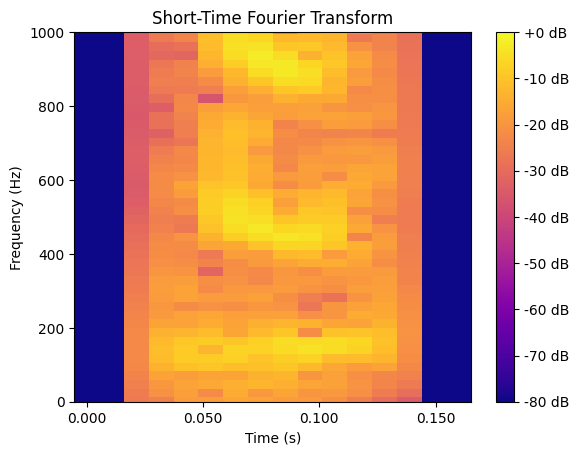 Short-Time Fourier Transform
1000
800
600
400
200
0
Frequency (Hz)
0.000
0.050
0.100
0.150
Time (s)
+0 dB
-10 dB
-20 dB
-30 dB
-40 dB
-50 dB
-60 dB
-70 dB
-80 dB